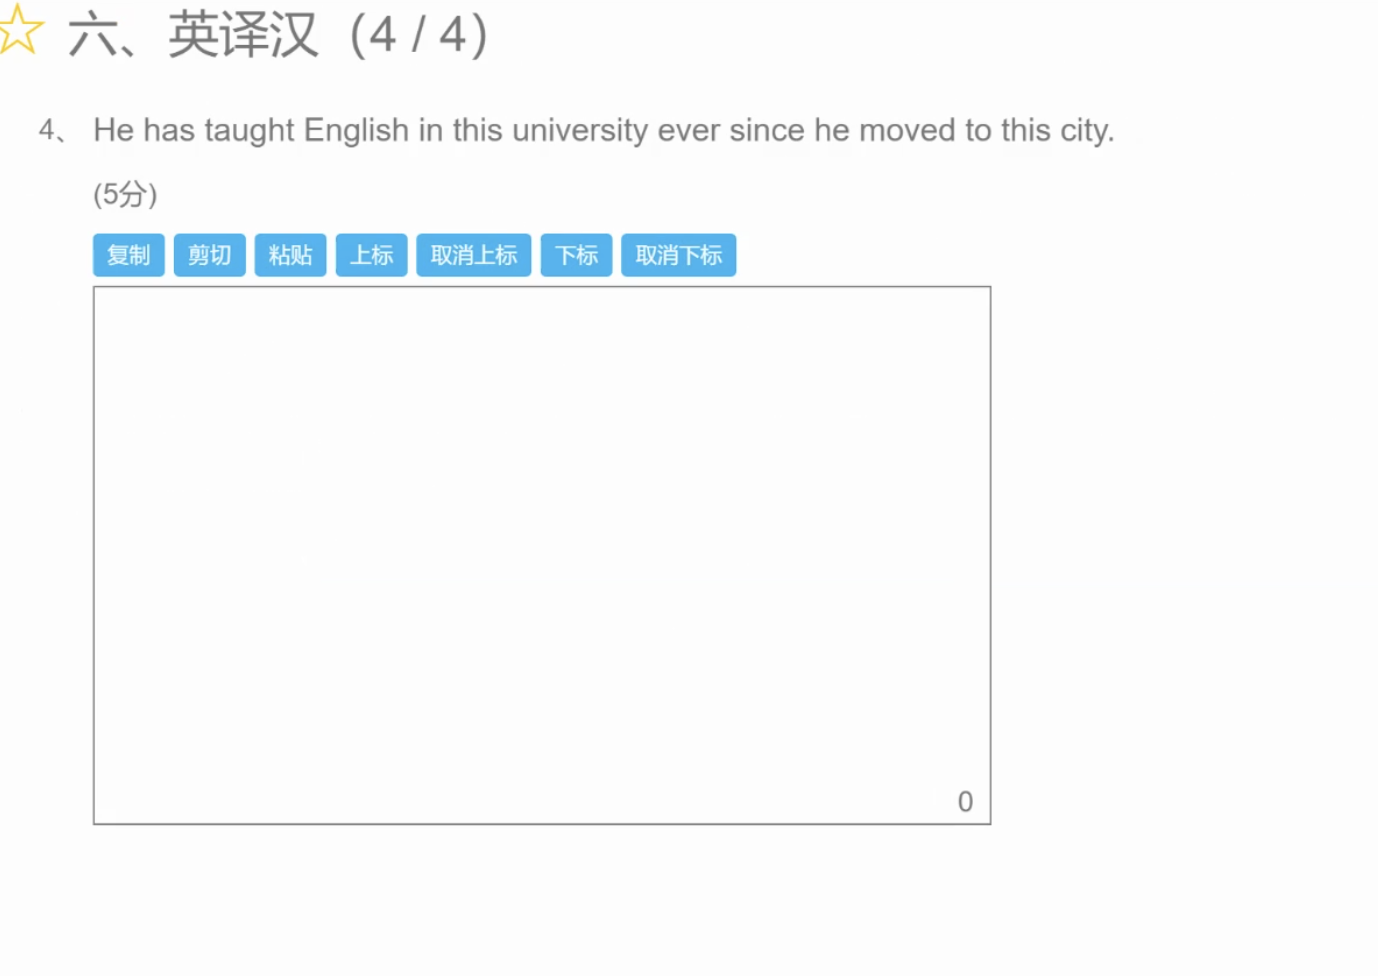 六、英译汉（4 / 4）
4、 He has taught English in this university ever since he moved to this city.
(5分)
复制 剪切 粘贴 上标 取消上标 下标 取消下标
0